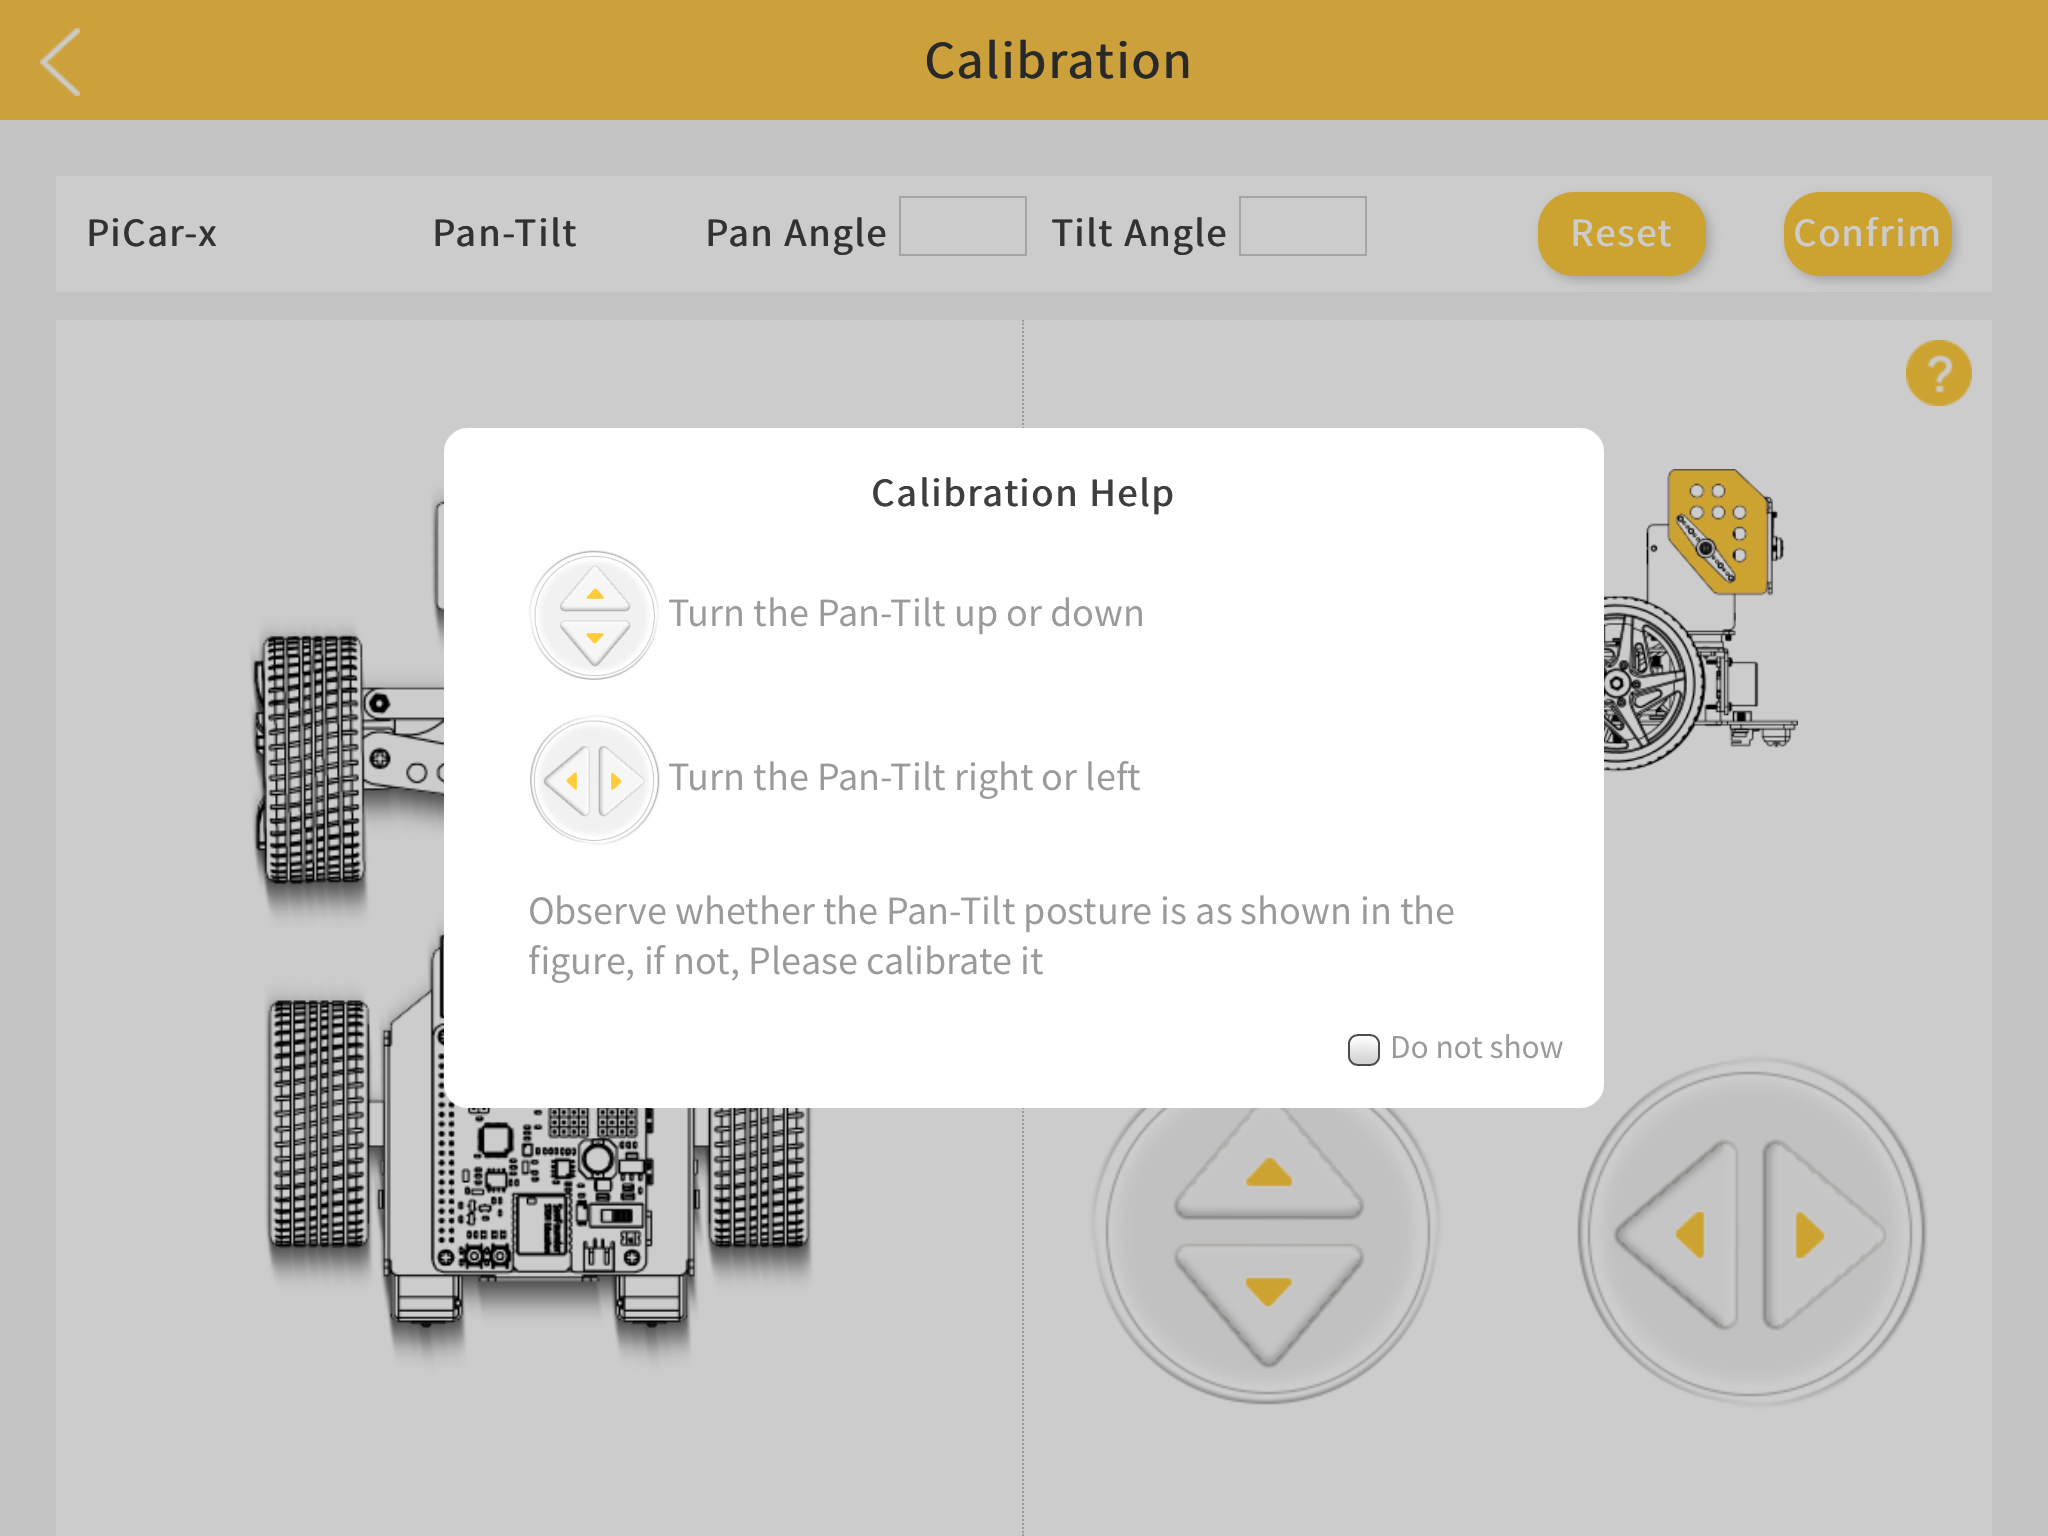 Calibration
PiCar-x Pan-Tilt Pan Angle Tilt Angle Reset Confrim
?
Calibration Help
Turn the Pan-Tilt up or down
Turn the Pan-Tilt right or left
Observe whether the Pan-Tilt posture is as shown in the
figure, if not, Please calibrate it
Do not show